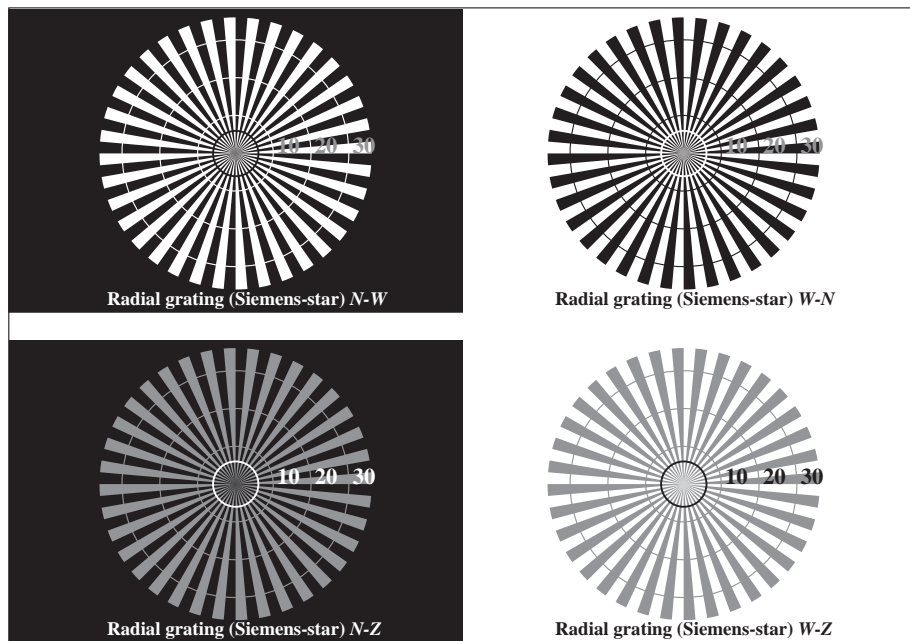 10 20 30
Radial grating (Siemens-star) N-W
10 20 30
Radial grating (Siemens-star) W-N
10 20 30
Radial grating (Siemens-star) N-Z
10 20 30
Radial grating (Siemens-star) W-Z